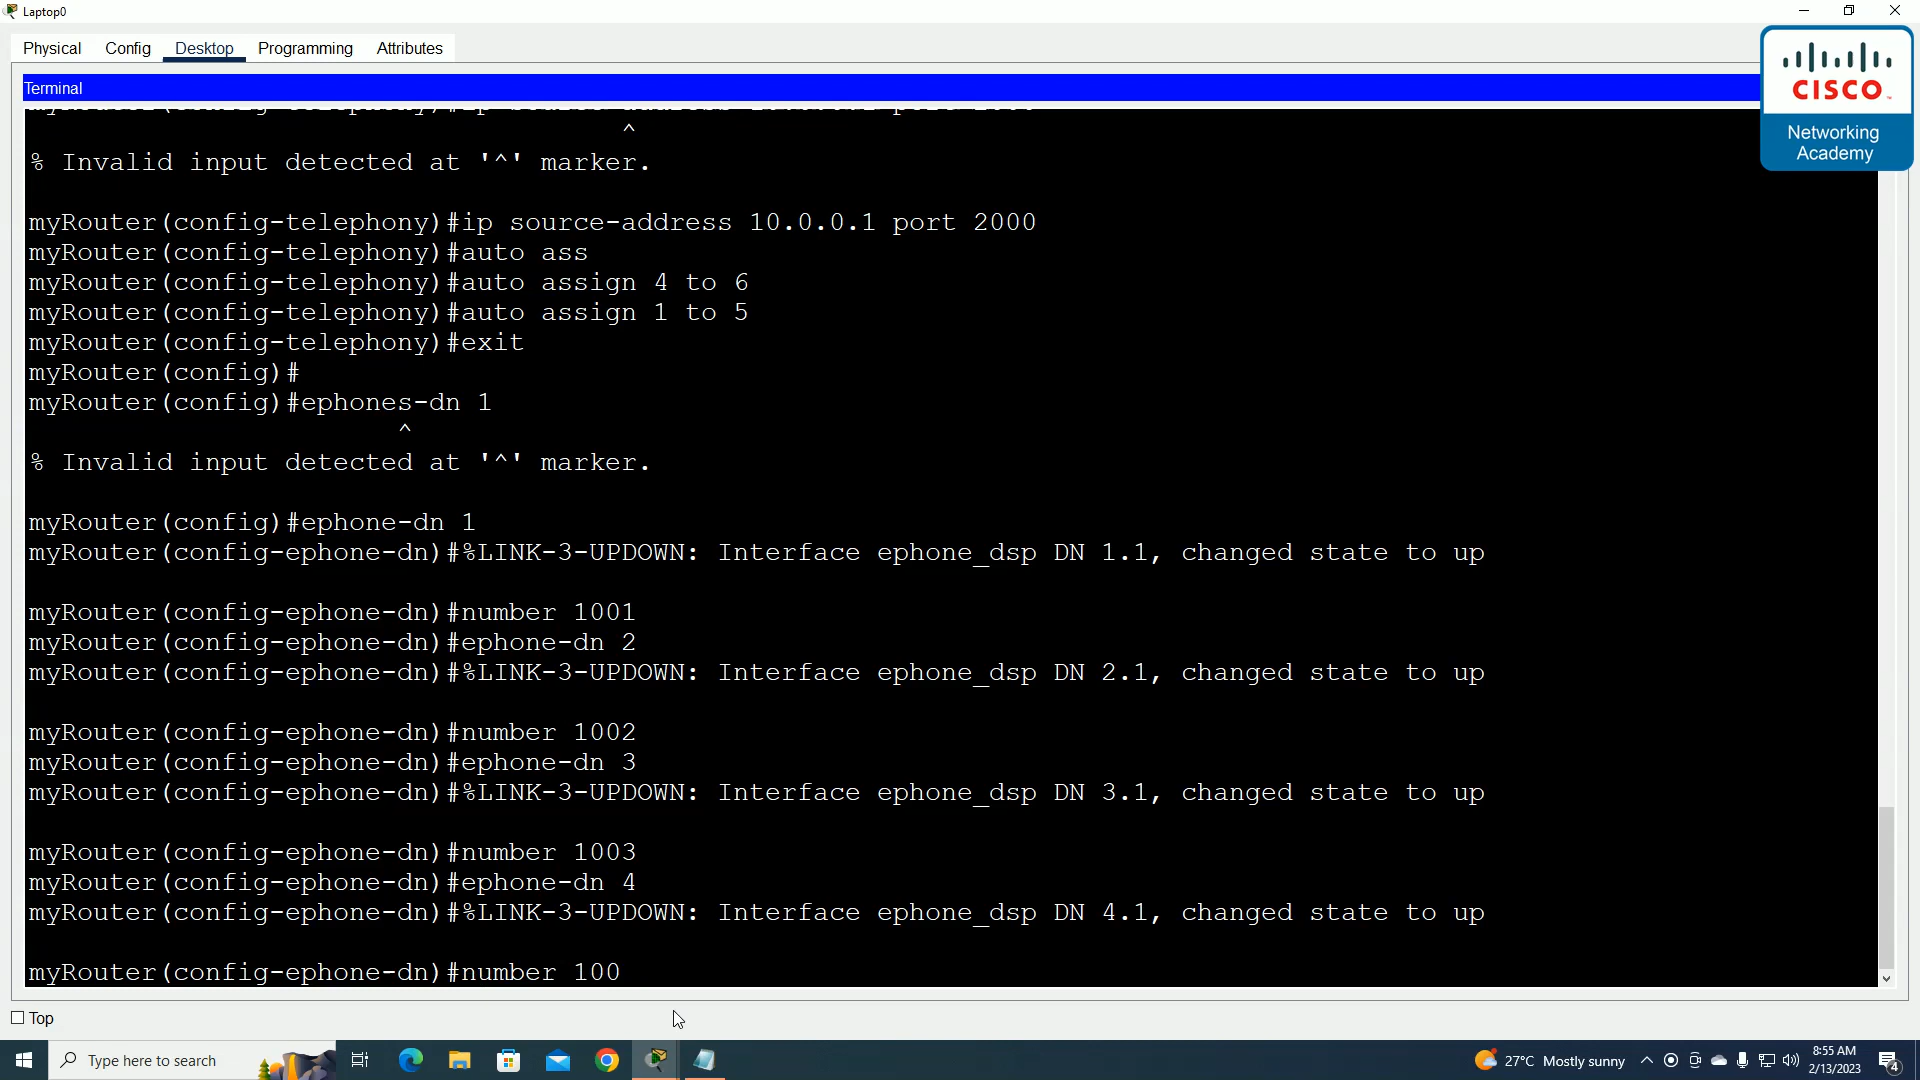 Laptop0
Physical Config Desktop Programming Attributes
CISCO
Networking
Academy
Terminal
^
% Invalid input detected at '^' marker.
myRouter(config-telephony)#ip source-address 10.0.0.1 port 2000
myRouter(config-telephony)#auto ass
myRouter(config-telephony)#auto assign 4 to 6
myRouter(config-telephony)#auto assign 1 to 5
myRouter(config-telephony)#exit
myRouter(config)#
myRouter(config)#ephones-dn 1
^
% Invalid input detected at '^' marker.
myRouter(config)#ephone-dn 1
myRouter(config-ephone-dn)#%LINK-3-UPDOWN: Interface ephone_dsp DN 1.1, changed state to up
myRouter(config-ephone-dn)#number 1001
myRouter(config-ephone-dn)#ephone-dn 2
myRouter(config-ephone-dn)#%LINK-3-UPDOWN: Interface ephone_dsp DN 2.1, changed state to up
myRouter(config-ephone-dn)#number 1002
myRouter(config-ephone-dn)#ephone-dn 3
myRouter(config-ephone-dn)#%LINK-3-UPDOWN: Interface ephone_dsp DN 3.1, changed state to up
myRouter(config-ephone-dn)#number 1003
myRouter(config-ephone-dn)#ephone-dn 4
myRouter(config-ephone-dn)#%LINK-3-UPDOWN: Interface ephone_dsp DN 4.1, changed state to up
myRouter(config-ephone-dn)#number 100
Top
Type here to search
27°C Mostly sunny
8:55 AM
2/13/2023
4